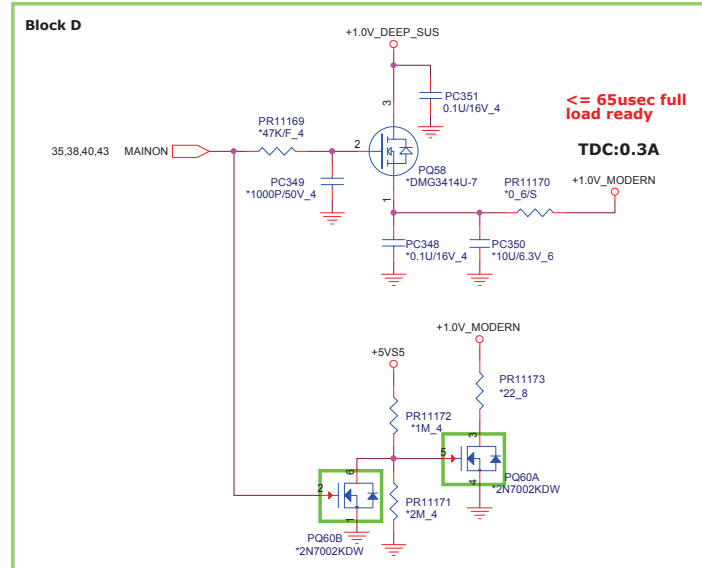 Block D
+1.0V_DEEP_SUS
3
PC351
0.1U/16V_4
<= 65usec full
load ready
TDC:0.3A
PR11169
*47K/F_4
35,38,40,43
MAINON
2
PQ58
*DMG3414U-7
PC349
*1000P/50V_4
PR11170
*0_6/S
+1.0V_MODERN
1
PC348
*0.1U/16V_4
PC350
*10U/6.3V_6
+1.0V_MODERN
+5VS5
PR11173
*22_8
PR11172
*1M_4
3
5
6
PQ60A
*2N7002KDW
4
2
PR11171
*2M_4
1
PQ60B
*2N7002KDW